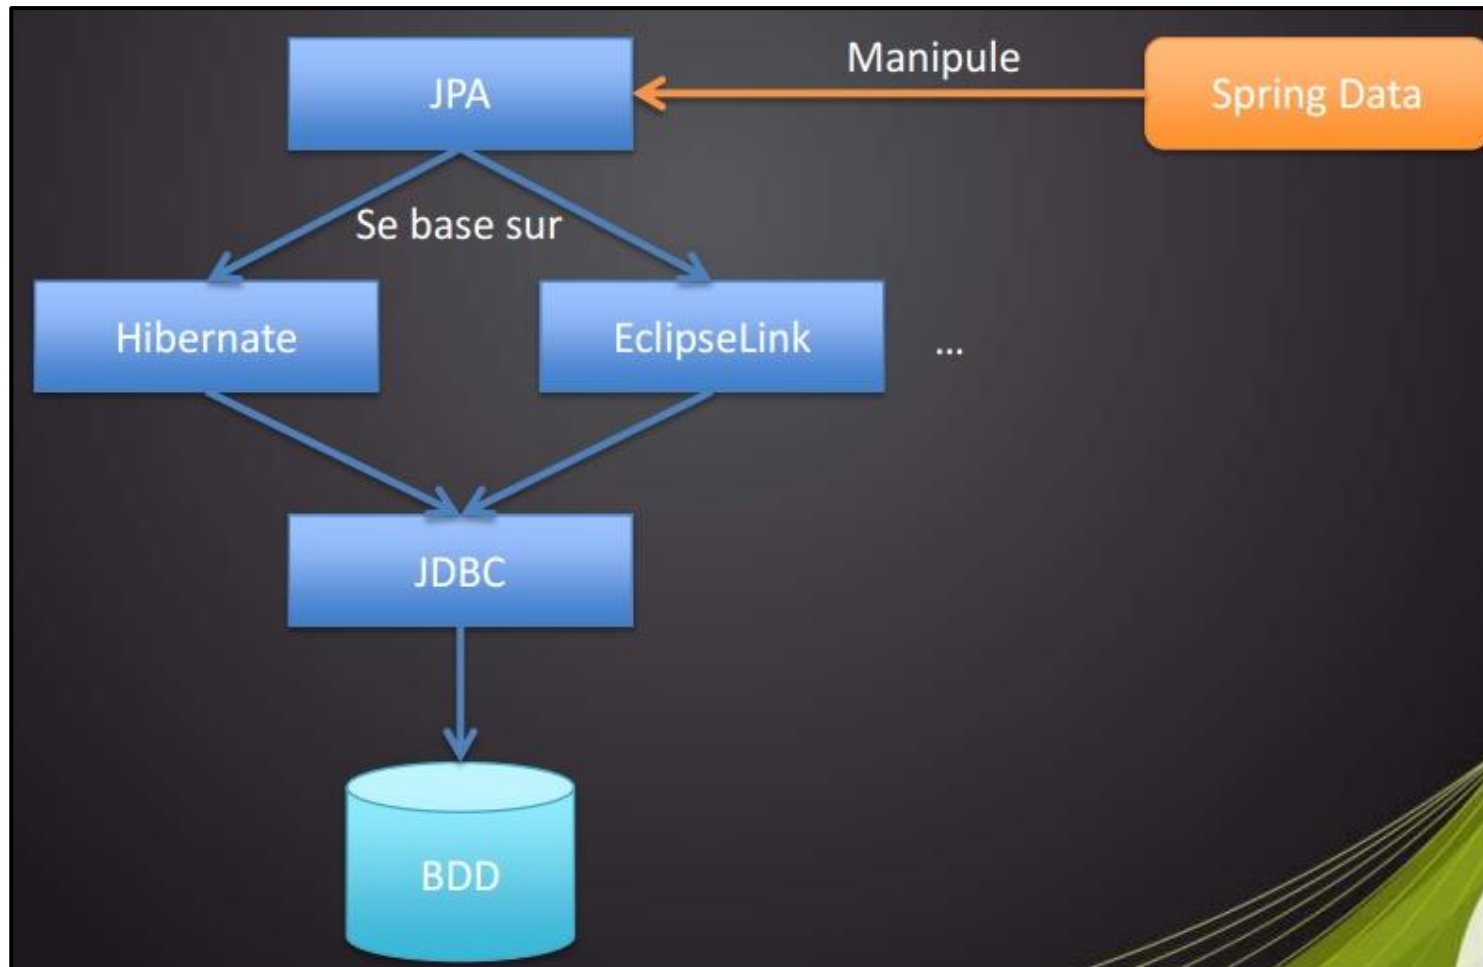 JPA
Manipule
Spring Data
Se base sur
Hibernate
EclipseLink
...
JDBC
BDD